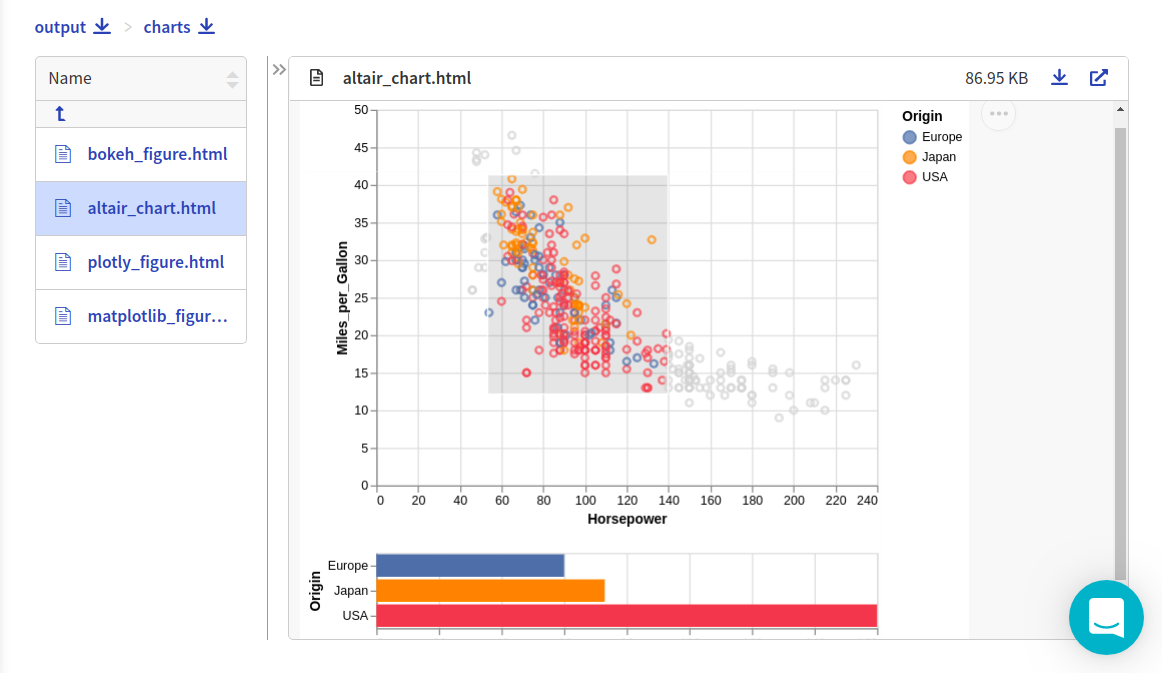 output > charts
Name
bokeh_figure.html
altair_chart.html
plotly_figure.html
matplotlib_figur...
altair_chart.html 86.95 KB
50
45
40
35
30
25
20
15
10
5
0
Miles_per_Gallon
0 20 40 60 80 100 120 140 160 180 200 220 240
Horsepower
Origin
Europe
Japan
USA
Origin
Europe
Japan
USA